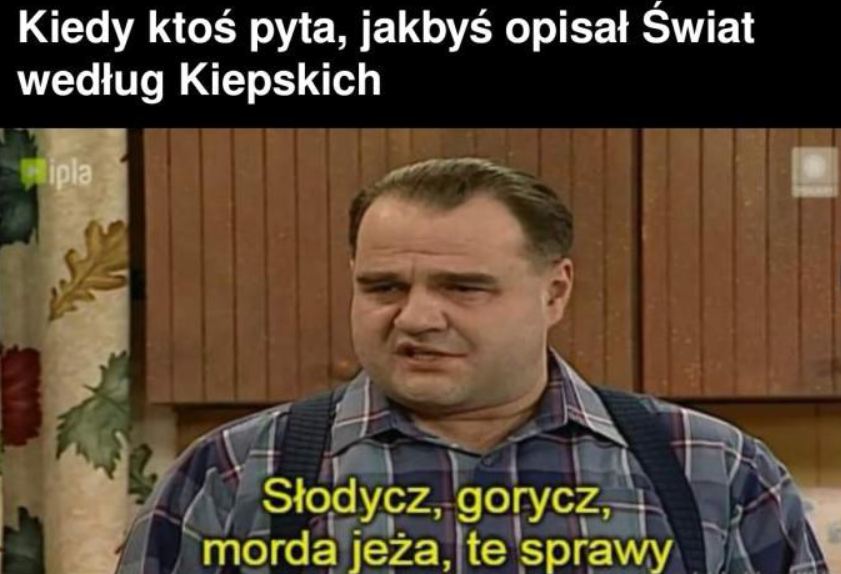 Kiedy ktoś pyta, jakbyś opisał Świat
według Kiepskich
ipla
Słodycz, gorycz,
morda jeża, te sprawy